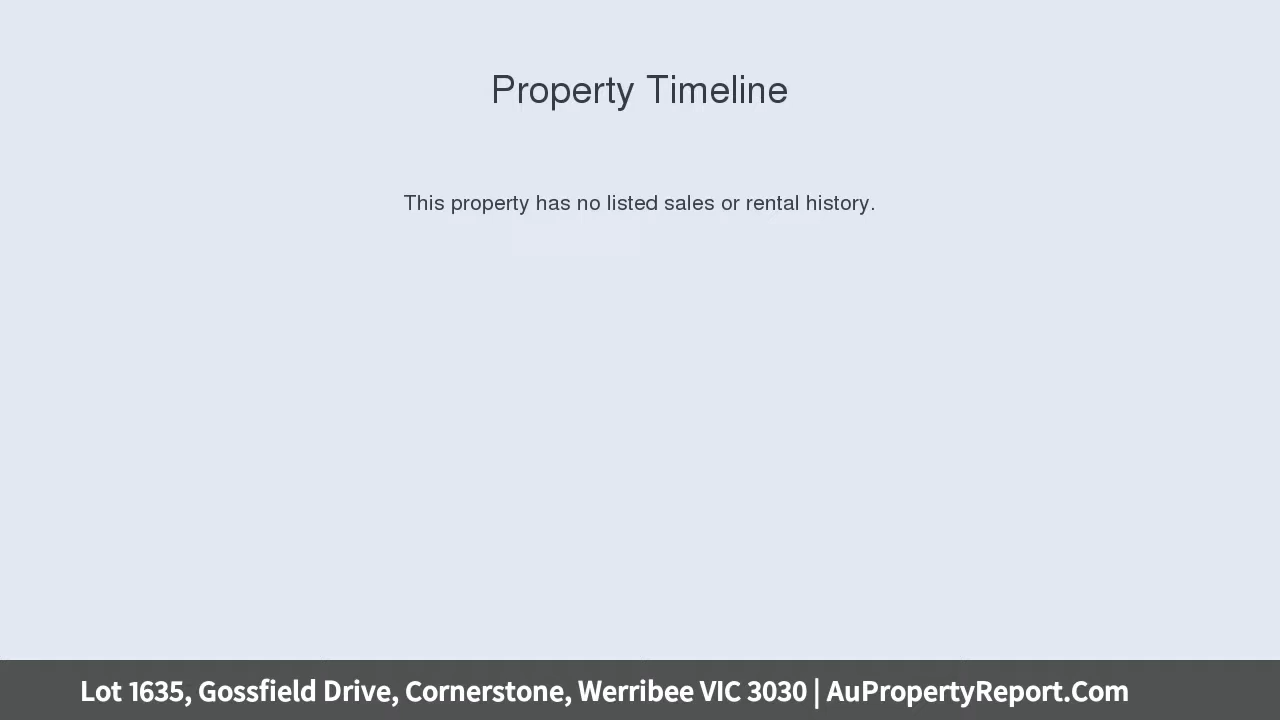 Property Timeline
This property has no listed sales or rental history.
Lot 1635, Gossfield Drive, Cornerstone, Werribee VIC 3030 | AuPropertyReport.Com